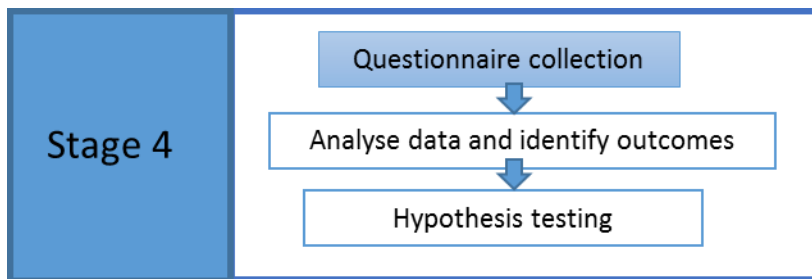 Stage 4
Questionnaire collection
Analyse data and identify outcomes
Hypothesis testing